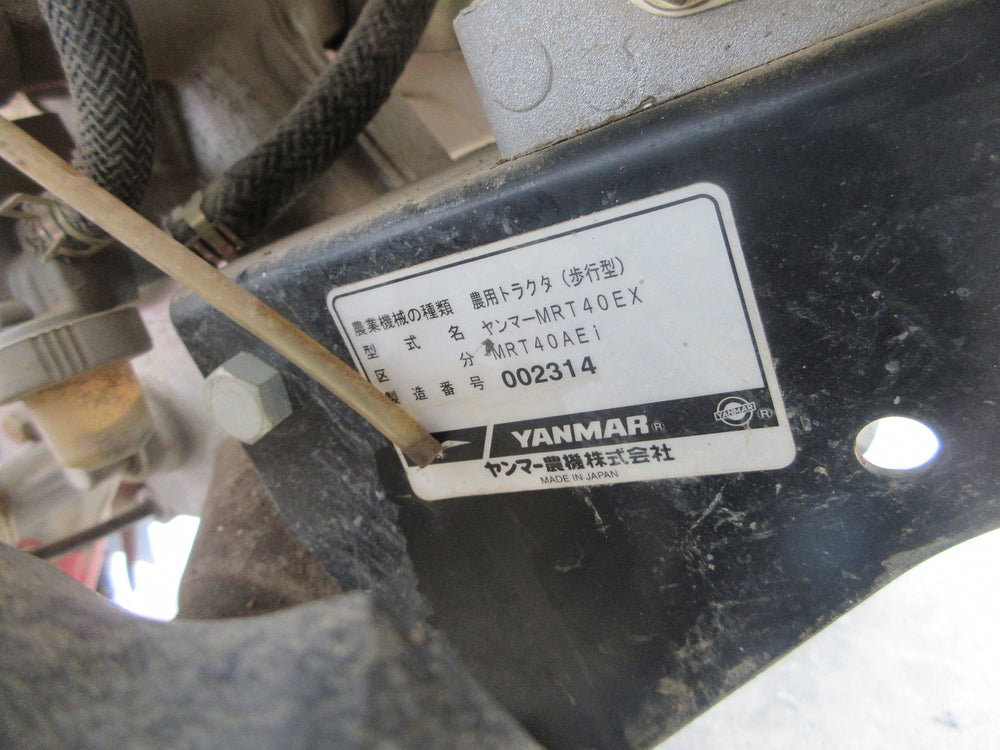 農業機械の種類 農用トラクタ（歩行型）
型式名 ヤンマーMRT40EX
区分 MRT40AEi
製造番号 002314
YANMAR® YANMAR ®
ヤンマー農機株式会社
MADE IN JAPAN